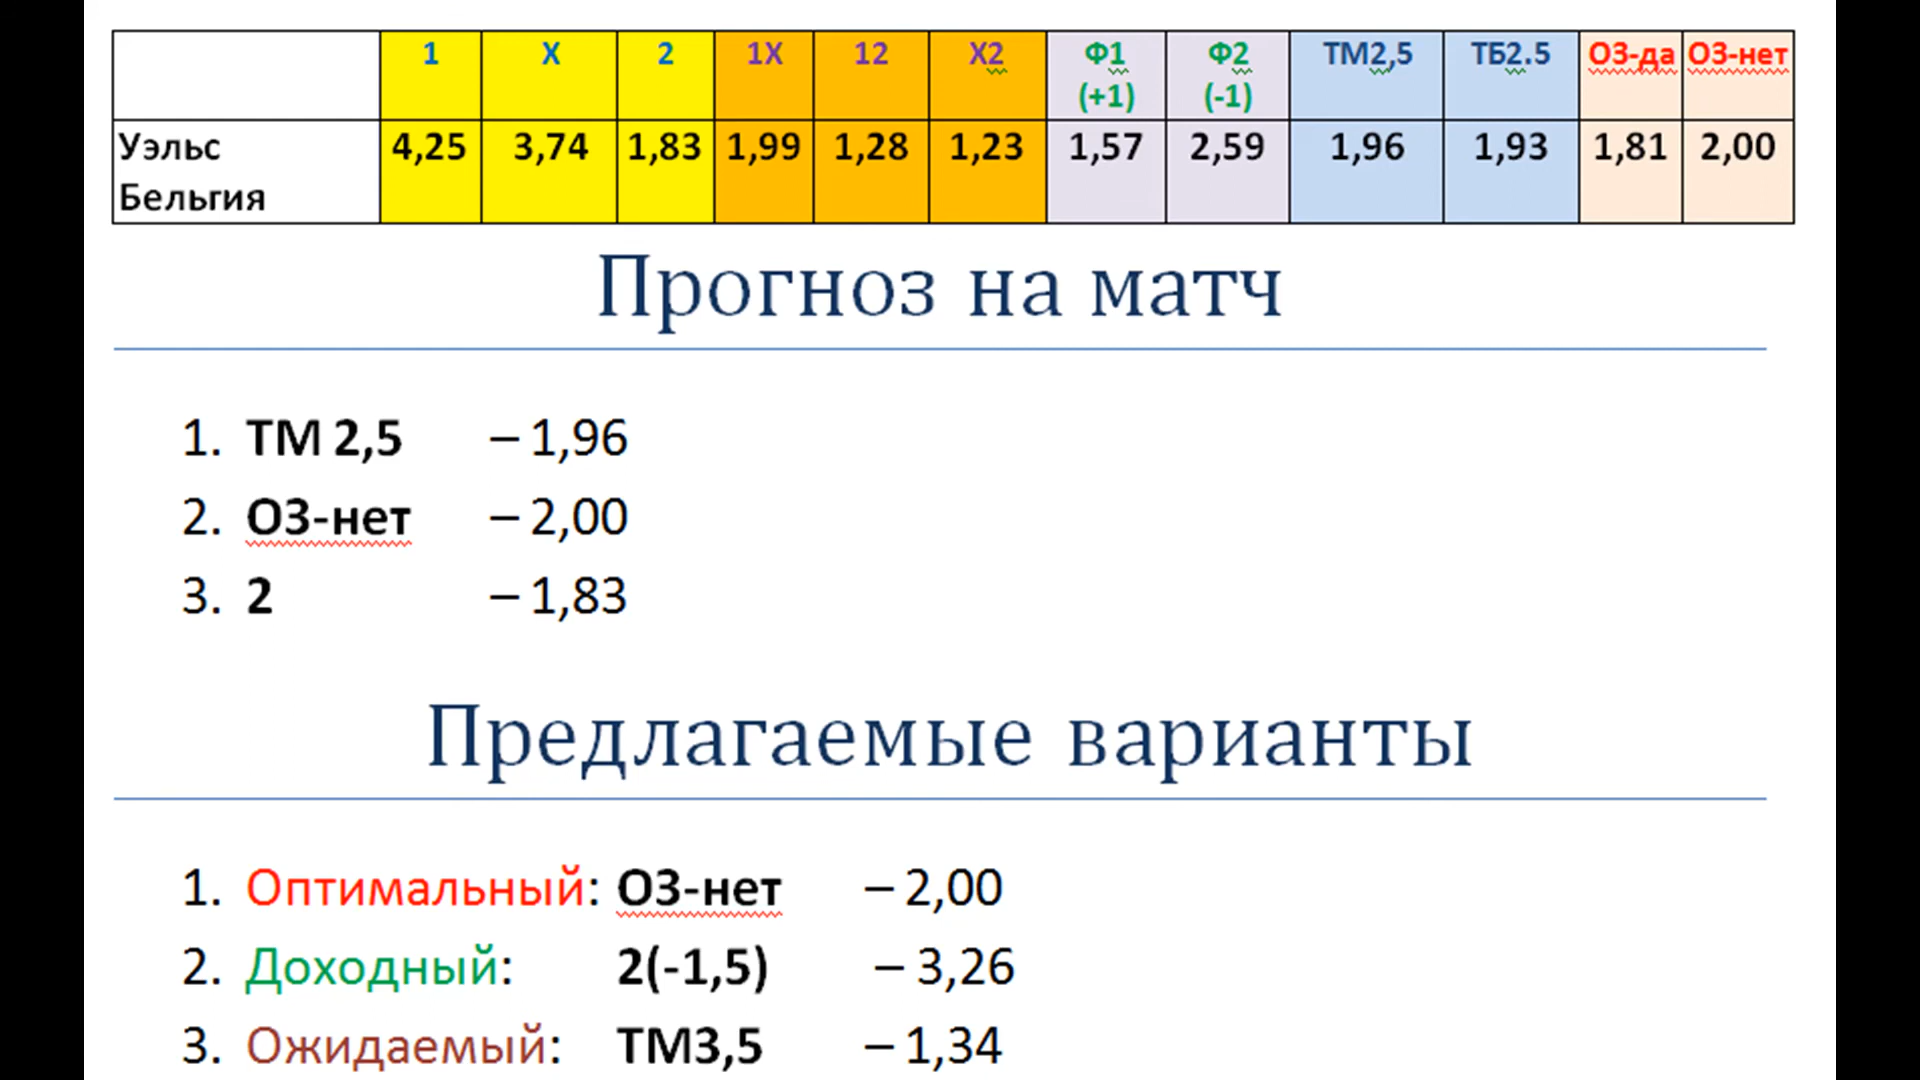 1 X 2 1X 12 X2 Ф1 (+1) Ф2 (-1) ТМ2,5 ТБ2.5 ОЗ-да ОЗ-нет
Уэльс Бельгия 4,25 3,74 1,83 1,99 1,28 1,23 1,57 2,59 1,96 1,93 1,81 2,00
Прогноз на матч
1. ТМ 2,5 – 1,96
2. ОЗ-нет – 2,00
3. 2 – 1,83
Предлагаемые варианты
1. Оптимальный: ОЗ-нет – 2,00
2. Доходный: 2(-1,5) – 3,26
3. Ожидаемый: ТМ3,5 – 1,34